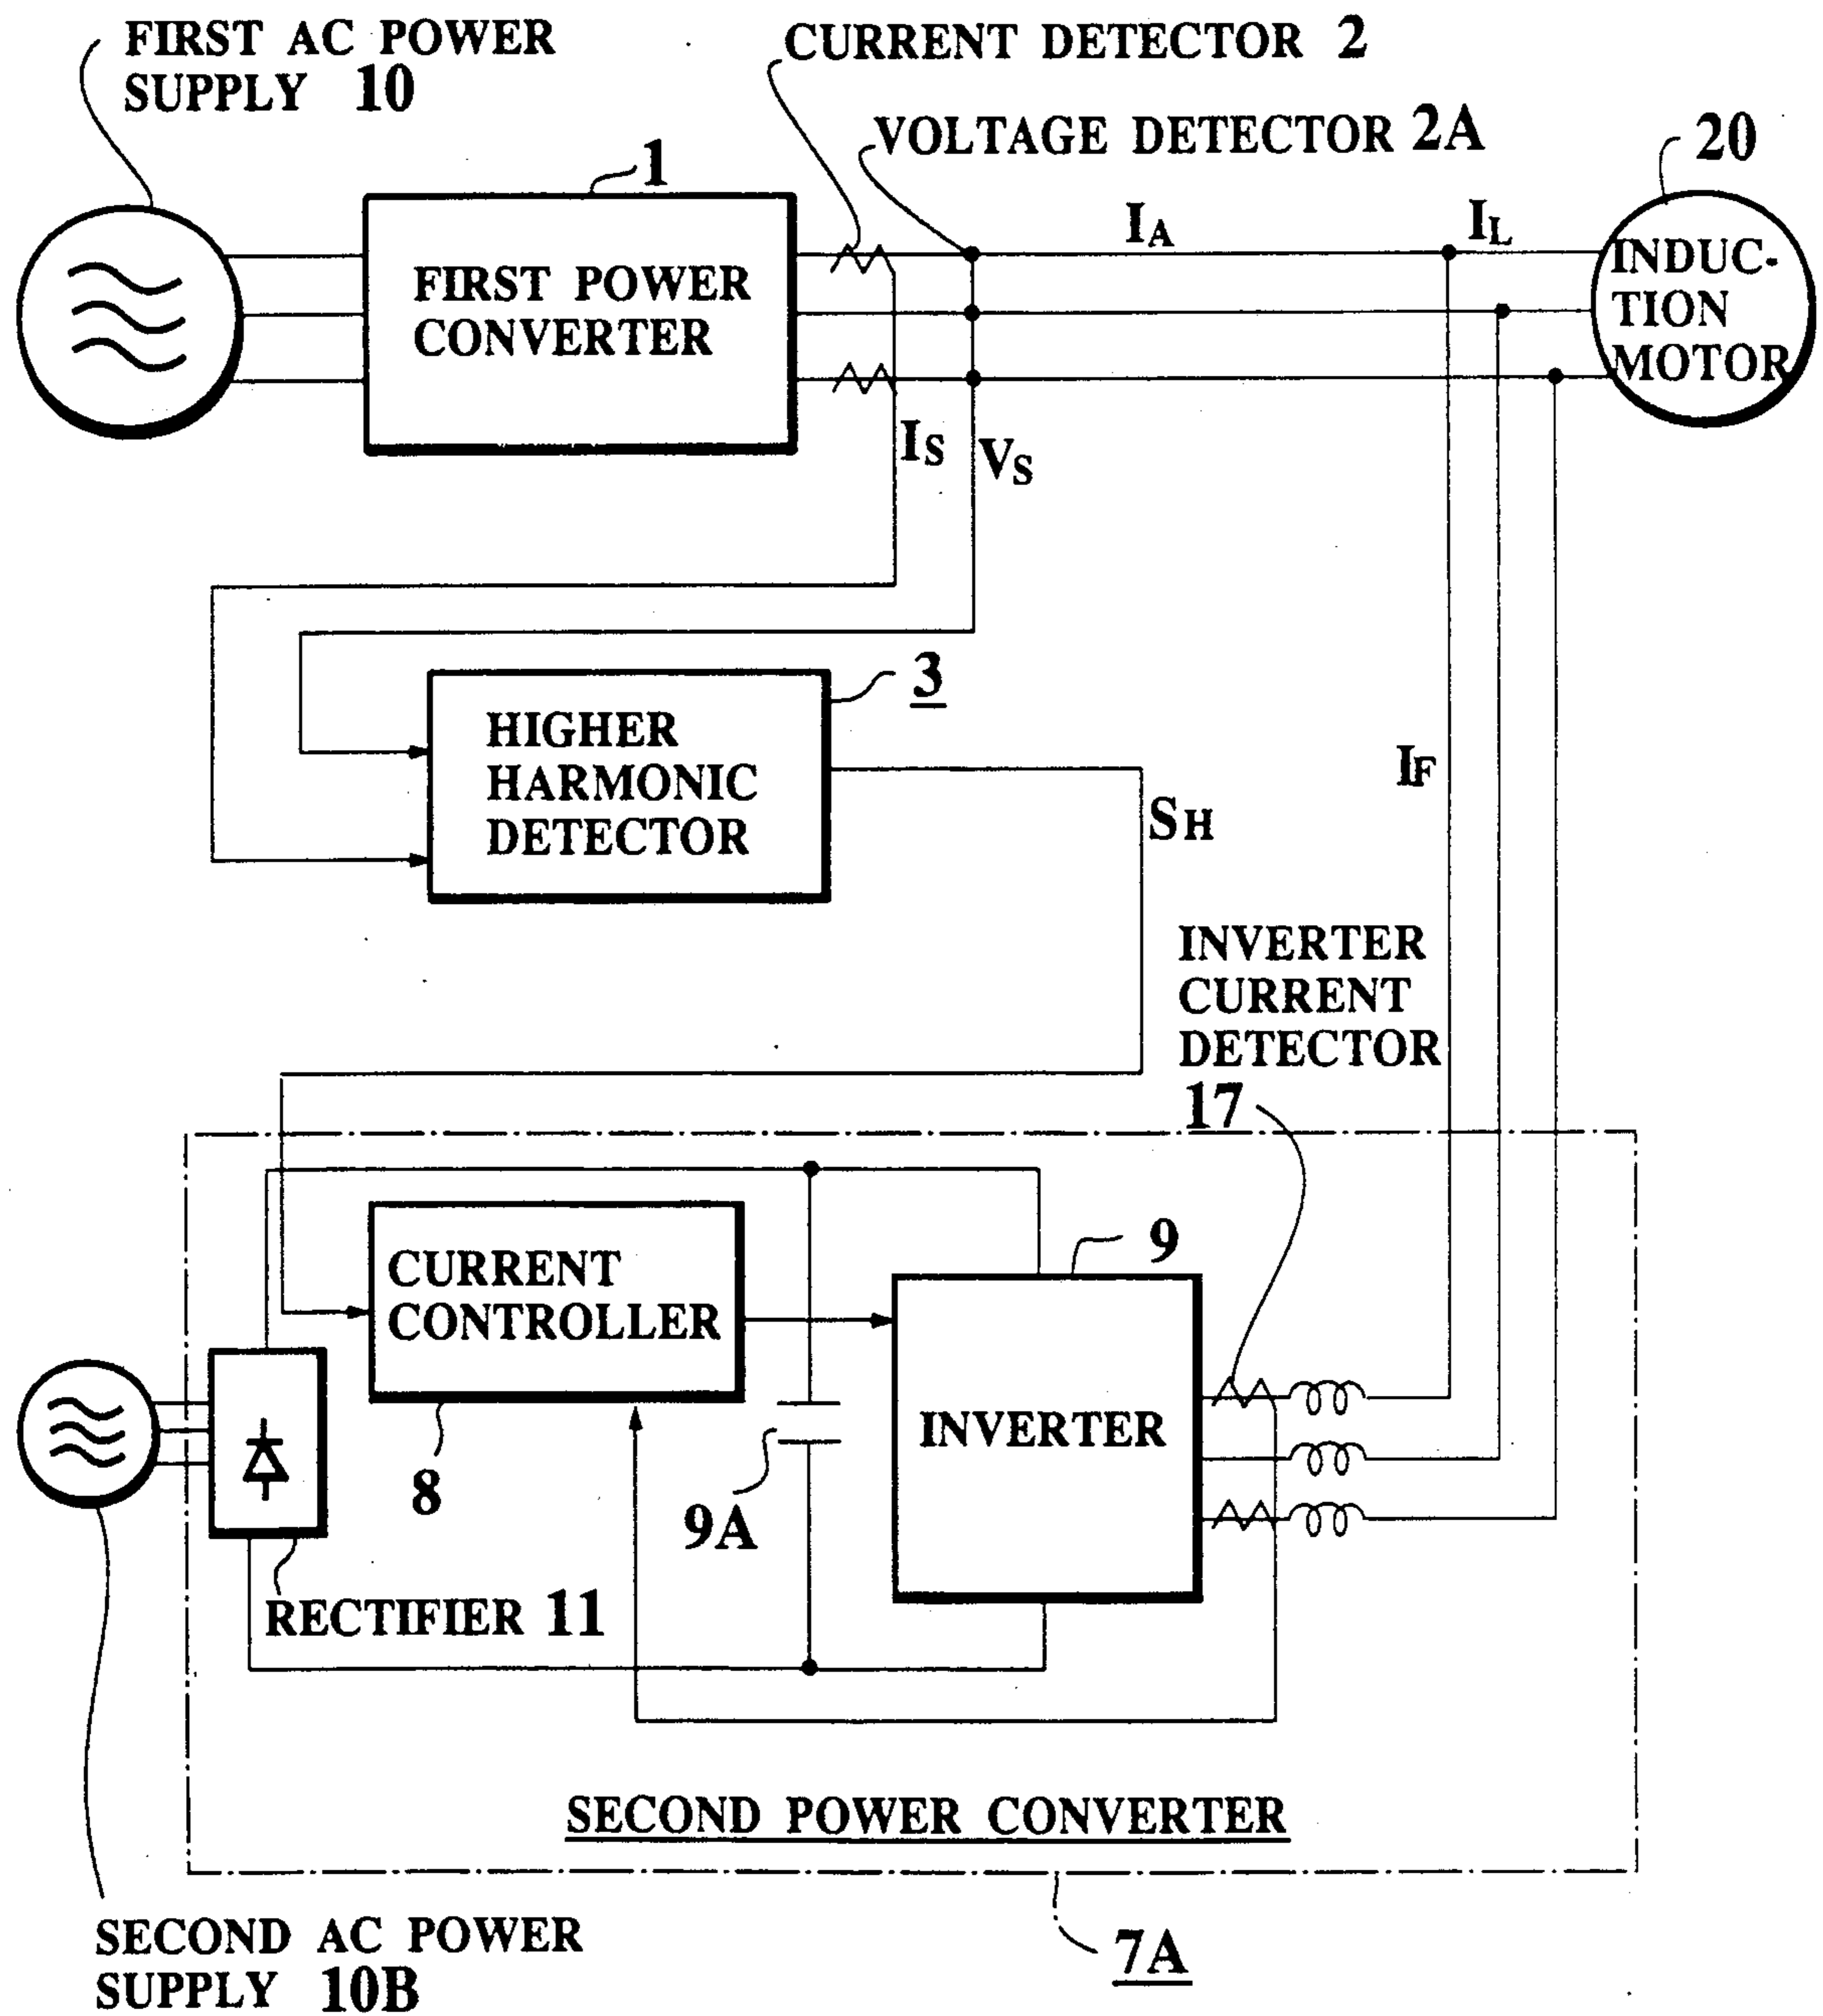 FIRST AC POWER
SUPPLY 10
CURRENT DETECTOR 2
VOLTAGE DETECTOR 2A
1
20
FIRST POWER
CONVERTER
IA
IL
INDUC-
TION
MOTOR
IS
VS
3
HIGHER
HARMONIC
DETECTOR
IF
SH
INVERTER
CURRENT
DETECTOR
17
CURRENT
CONTROLLER
9
INVERTER
8
9A
RECTIFIER 11
SECOND POWER CONVERTER
SECOND AC POWER
SUPPLY 10B
7A